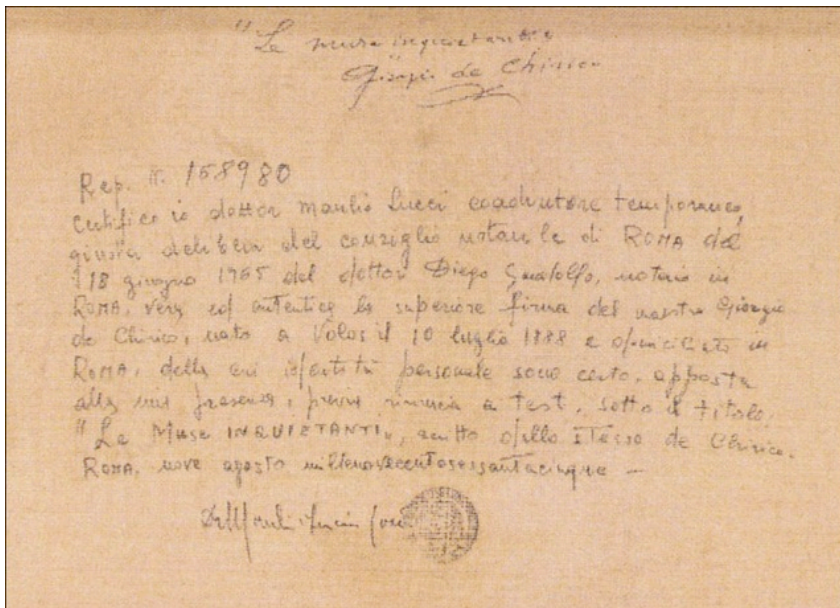 "Le muse inquietanti"
Giorgio de Chirico
Rep. N. 168980
certifico io dottor Manlio Lucci coadiutore temporaneo,
giusta delibera del consiglio notarile di ROMA del
18 giugno 1965 del dottor Diego Gandolfo, notaio in
ROMA, vera ed autentica la superiore firma del maestro Giorgio
de Chirico, nato a Volos il 10 luglio 1888 e domiciliato in
ROMA, della cui identità personale sono certo, apposta
alla mia presenza, previa rinuncia a test. sotto il titolo
"Le Muse INQUIETANTI", scritto dallo stesso de Chirico.
ROMA, nove agosto millenovecentosessantacinque —